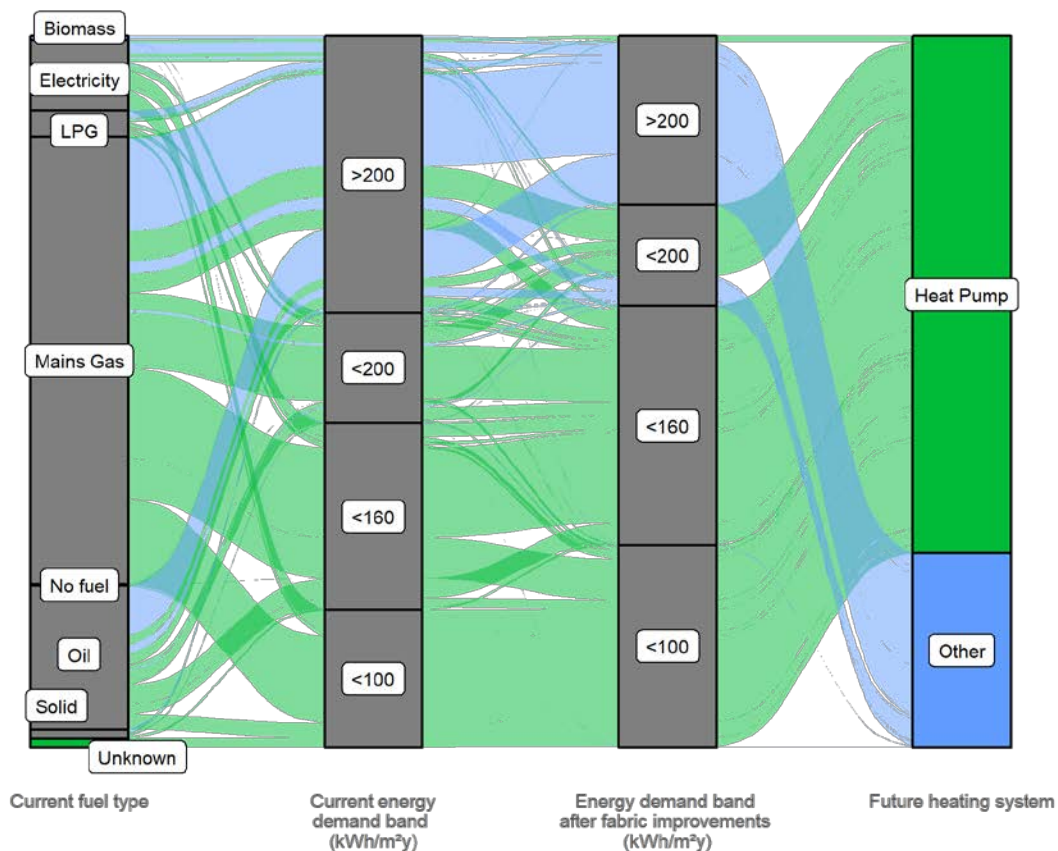 Biomass
Electricity
LPG
Mains Gas
No fuel
Oil
Solid
Unknown
>200
<200
<160
<100
>200
<200
<160
<100
Heat Pump
Other
Current fuel type
Current energy
demand band
(kWh/m²y)
Energy demand band
after fabric improvements
(kWh/m²y)
Future heating system